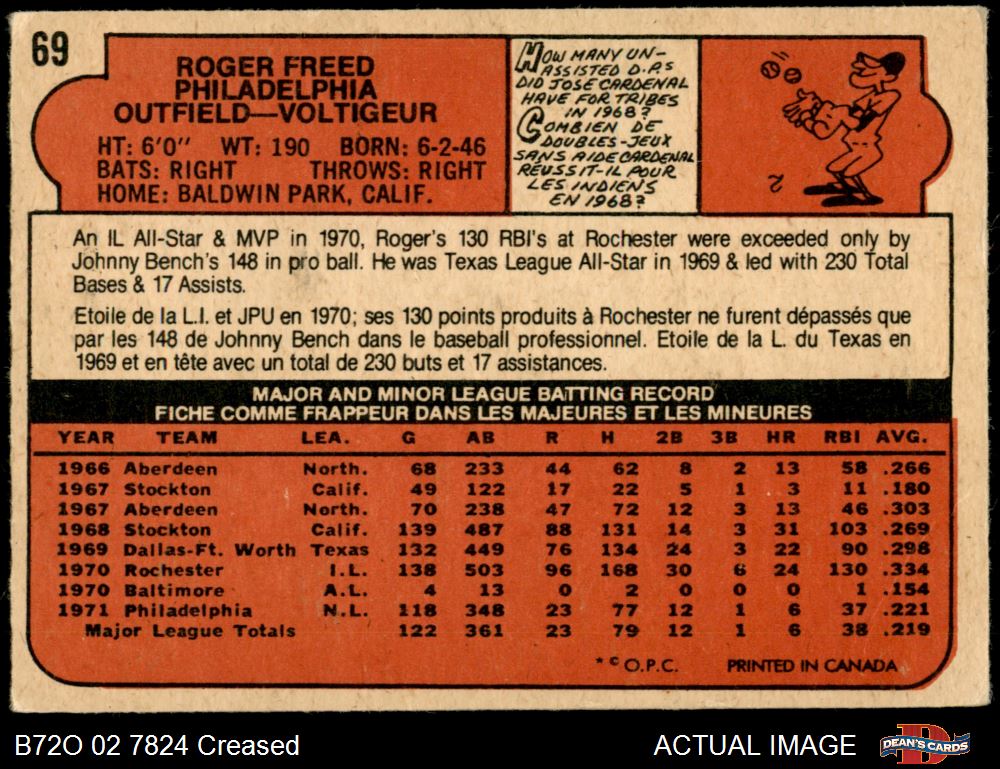 69
ROGER FREED
PHILADELPHIA
OUTFIELD—VOLTIGEUR
HT: 6'0" WT: 190 BORN: 6-2-46
BATS: RIGHT THROWS: RIGHT
HOME: BALDWIN PARK, CALIF.
HOW MANY UN-
ASSISTED D.P.S
DID JOSE CARDENAL
HAVE FOR TRIBES
IN 1968?
COMBIEN DE
DOUBLES-JEUX
SANS AIDE CARDENAL
RÉUSSIT-IL POUR
LES INDIENS
EN 1968?
2
An IL All-Star & MVP in 1970, Roger's 130 RBI's at Rochester were exceeded only by
Johnny Bench's 148 in pro ball. He was Texas League All-Star in 1969 & led with 230 Total
Bases & 17 Assists.
Etoile de la L.I. et JPU en 1970; ses 130 points produits à Rochester ne furent dépassés que
par les 148 de Johnny Bench dans le baseball professionnel. Etoile de la L. du Texas en
1969 et en tête avec un total de 230 buts et 17 assistances.
MAJOR AND MINOR LEAGUE BATTING RECORD
FICHE COMME FRAPPEUR DANS LES MAJEURES ET LES MINEURES
YEAR TEAM LEA. G AB R H 2B 3B HR RBI AVG.
1966 Aberdeen North. 68 233 44 62 8 2 13 58 .266
1967 Stockton Calif. 49 122 17 22 5 1 3 11 .180
1967 Aberdeen North. 70 238 47 72 12 3 13 46 .303
1968 Stockton Calif. 139 487 88 131 14 3 31 103 .269
1969 Dallas-Ft. Worth Texas 132 449 76 134 24 3 22 90 .298
1970 Rochester I.L. 138 503 96 168 30 6 24 130 .334
1970 Baltimore A.L. 4 13 0 2 0 0 0 1 .154
1971 Philadelphia N.L. 118 348 23 77 12 1 6 37 .221
Major League Totals 122 361 23 79 12 1 6 38 .219
* © O.P.C. PRINTED IN CANADA
B72O 02 7824 Creased ACTUAL IMAGE
DEAN'S CARDS